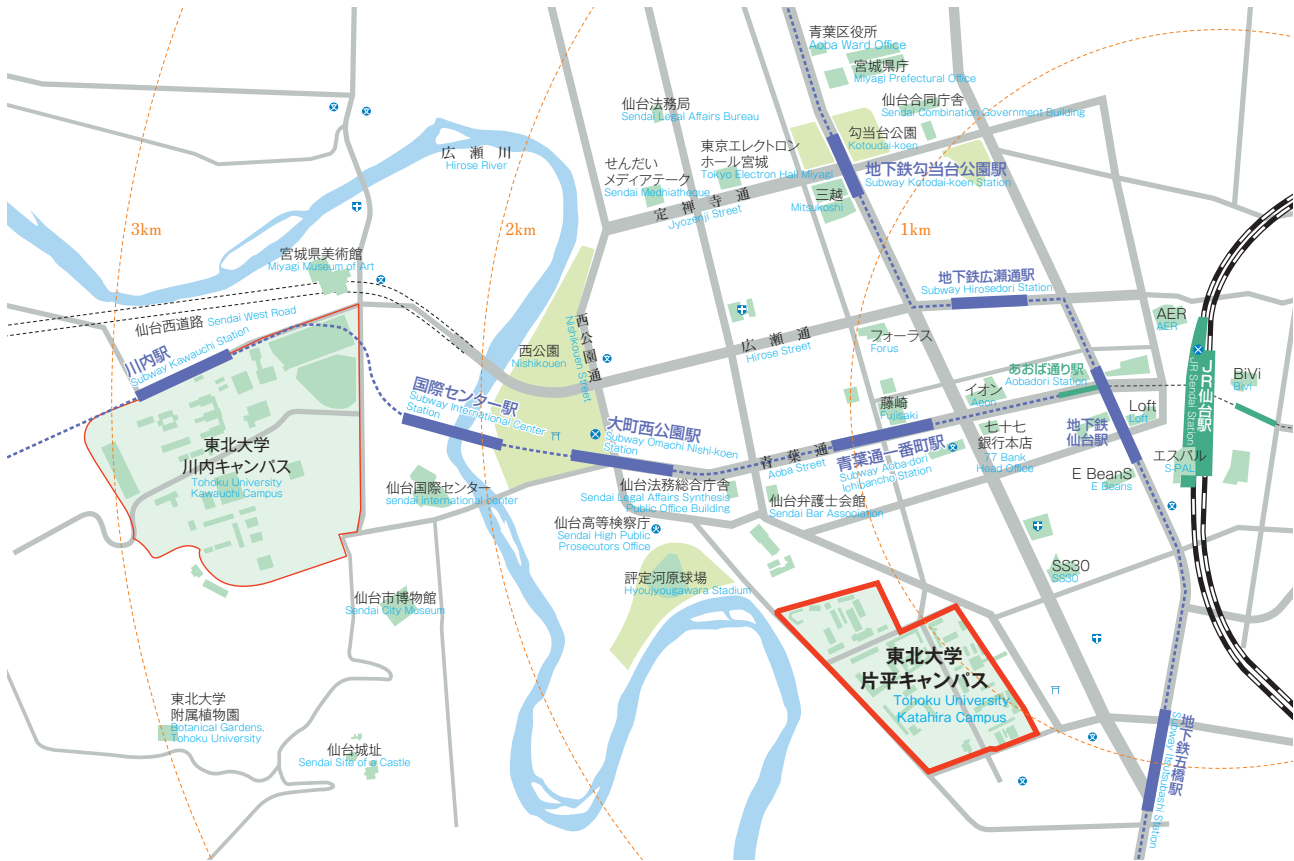 青葉区役所
Aoba Ward Office
宮城県庁
Miyagi Prefectural Office
仙台合同庁舎
Sendai Combination Government Building
仙台法務局
Sendai Legal Affairs Bureau
勾当台公園
Kotoudai-koen
東京エレクトロン
ホール宮城
Tokyo Electron Hall Miyagi
せんだい
メディアテーク
Sendai Medhiatheque
地下鉄勾当台公園駅
Subway Kotodai-koen Station
三越
Mitsukoshi
定禅寺通
Jyozenji Street
広瀬川
Hirose River
3km
2km
1km
宮城県美術館
Miyagi Museum of Art
仙台西道路 Sendai West Road
川内駅
Subway Kawauchi Station
地下鉄広瀬通駅
Subway Hirosedori Station
西公園
Nishikouen
西公園通
Nishikouen Street
広瀬通
Hirose Street
フォーラス
Forus
AER
AER
JR仙台駅
JR Sendai Station
BiVi
BiVi
あおば通り駅
Aobadori Station
イオン
Aeon
藤崎
Fujisaki
Loft
Loft
地下鉄
仙台駅
国際センター駅
Subway International Center
Station
大町西公園駅
Subway Omachi Nishi-koen
Station
青葉通
Aoba Street
青葉通一番町駅
Subway Aoba-dori
Ichibancho Station
七十七
銀行本店
77 Bank
Head Office
エスパル
S-PAL
E BeanS
E Beans
東北大学
川内キャンパス
Tohoku University
Kawauchi Campus
仙台国際センター
sendai international center
仙台法務総合庁舎
Sendai Legal Affairs Synthesis
Public Office Building
仙台弁護士会館
Sendai Bar Association
仙台高等検察庁
Sendai High Public
Prosecutors Office
評定河原球場
Hyoujyougawara Stadium
SS30
SS30
仙台市博物館
Sendai City Museum
東北大学
片平キャンパス
Tohoku University
Katahira Campus
東北大学
附属植物園
Botanical Gardens,
Tohoku University
仙台城址
Sendai Site of a Castle
地下鉄五橋駅
Subway Itsutsubashi Station